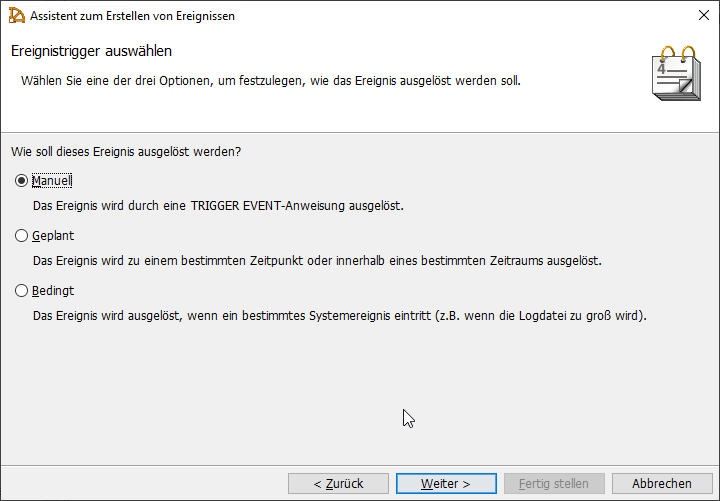 Assistent zum Erstellen von Ereignissen
Ereignistrigger auswählen
Wählen Sie eine der drei Optionen, um festzulegen, wie das Ereignis ausgelöst werden soll.
4
Wie soll dieses Ereignis ausgelöst werden?
Manuell
Das Ereignis wird durch eine TRIGGER EVENT-Anweisung ausgelöst.
Geplant
Das Ereignis wird zu einem bestimmten Zeitpunkt oder innerhalb eines bestimmten Zeitraums ausgelöst.
Bedingt
Das Ereignis wird ausgelöst, wenn ein bestimmtes Systemereignis eintritt (z.B. wenn die Logdatei zu groß wird).
< Zurück
Weiter >
Fertig stellen
Abbrechen